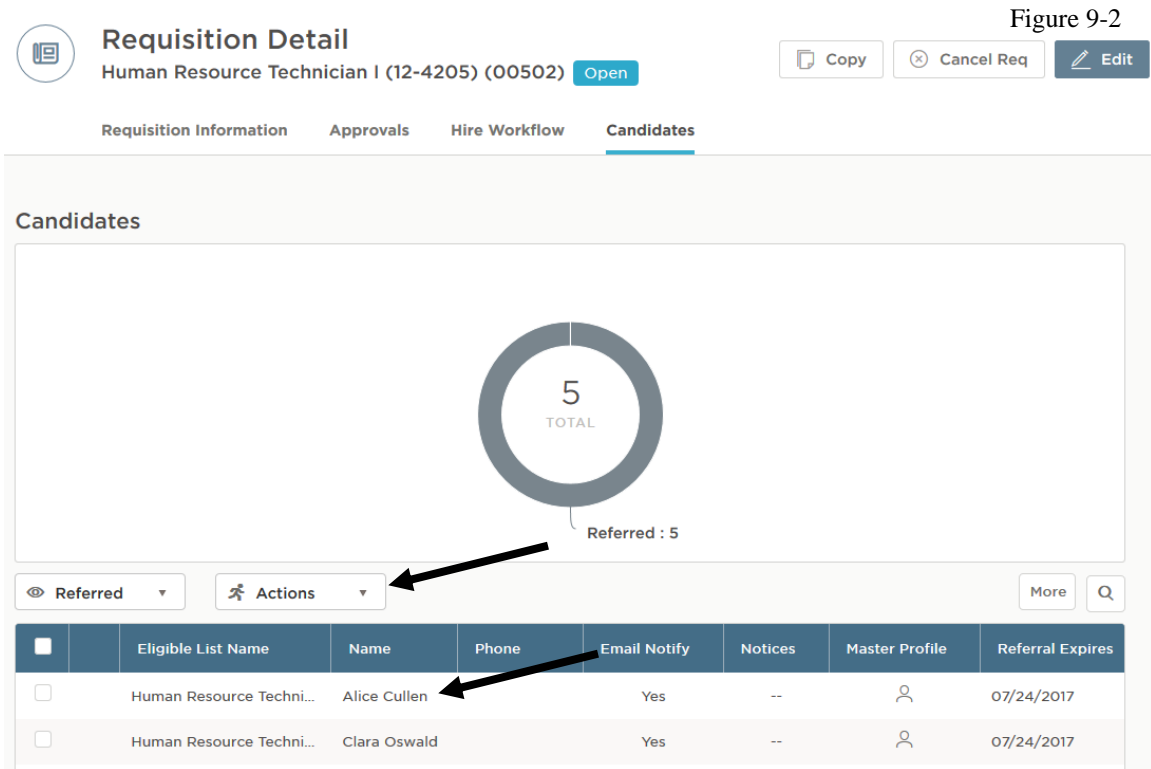 Figure 9-2
Requisition Detail
Human Resource Technician I (12-4205) (00502) Open
Copy Cancel Req Edit
Requisition Information Approvals Hire Workflow Candidates
Candidates
5
TOTAL
Referred : 5
Referred Actions More
Eligible List Name Name Phone Email Notify Notices Master Profile Referral Expires
Human Resource Techni... Alice Cullen Yes -- 07/24/2017
Human Resource Techni... Clara Oswald Yes -- 07/24/2017